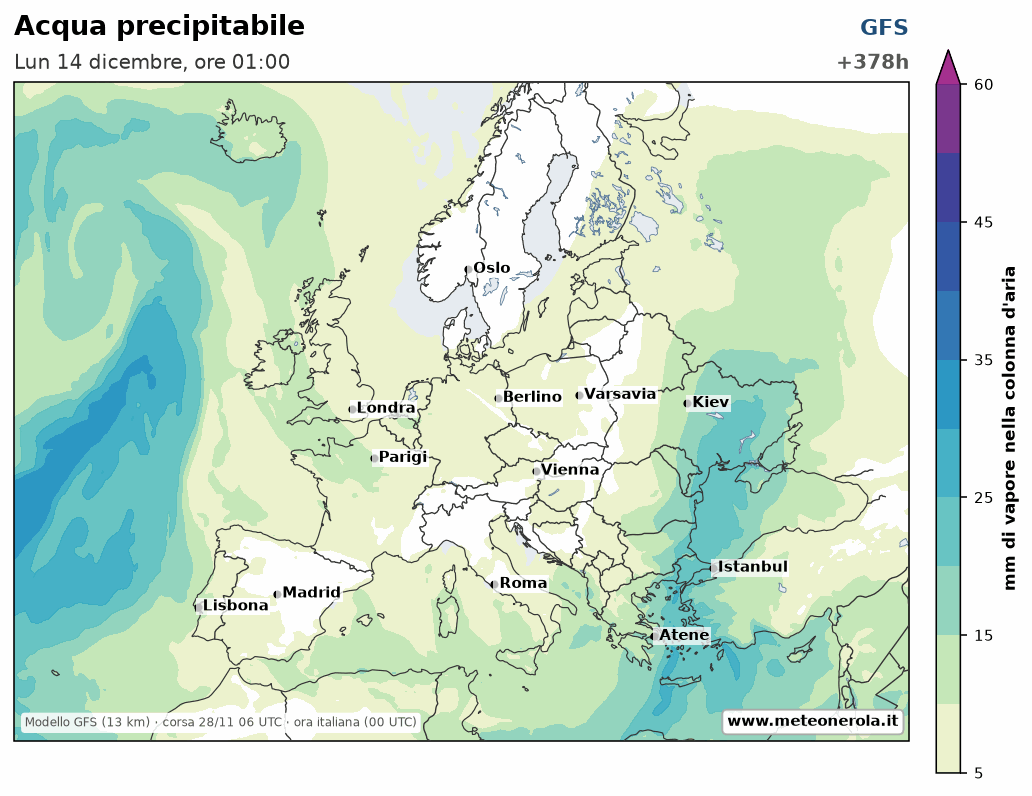 Acqua precipitabile
GFS
Lun 14 dicembre, ore 01:00
+378h
60
45
35
25
15
5
mm di vapore nella colonna d'aria
Oslo
Londra
Berlino
Varsavia
Kiev
Parigi
Vienna
Istanbul
Roma
Madrid
Lisbona
Atene
Modello GFS (13 km) · corsa 28/11 06 UTC · ora italiana (00 UTC)
www.meteonerola.it